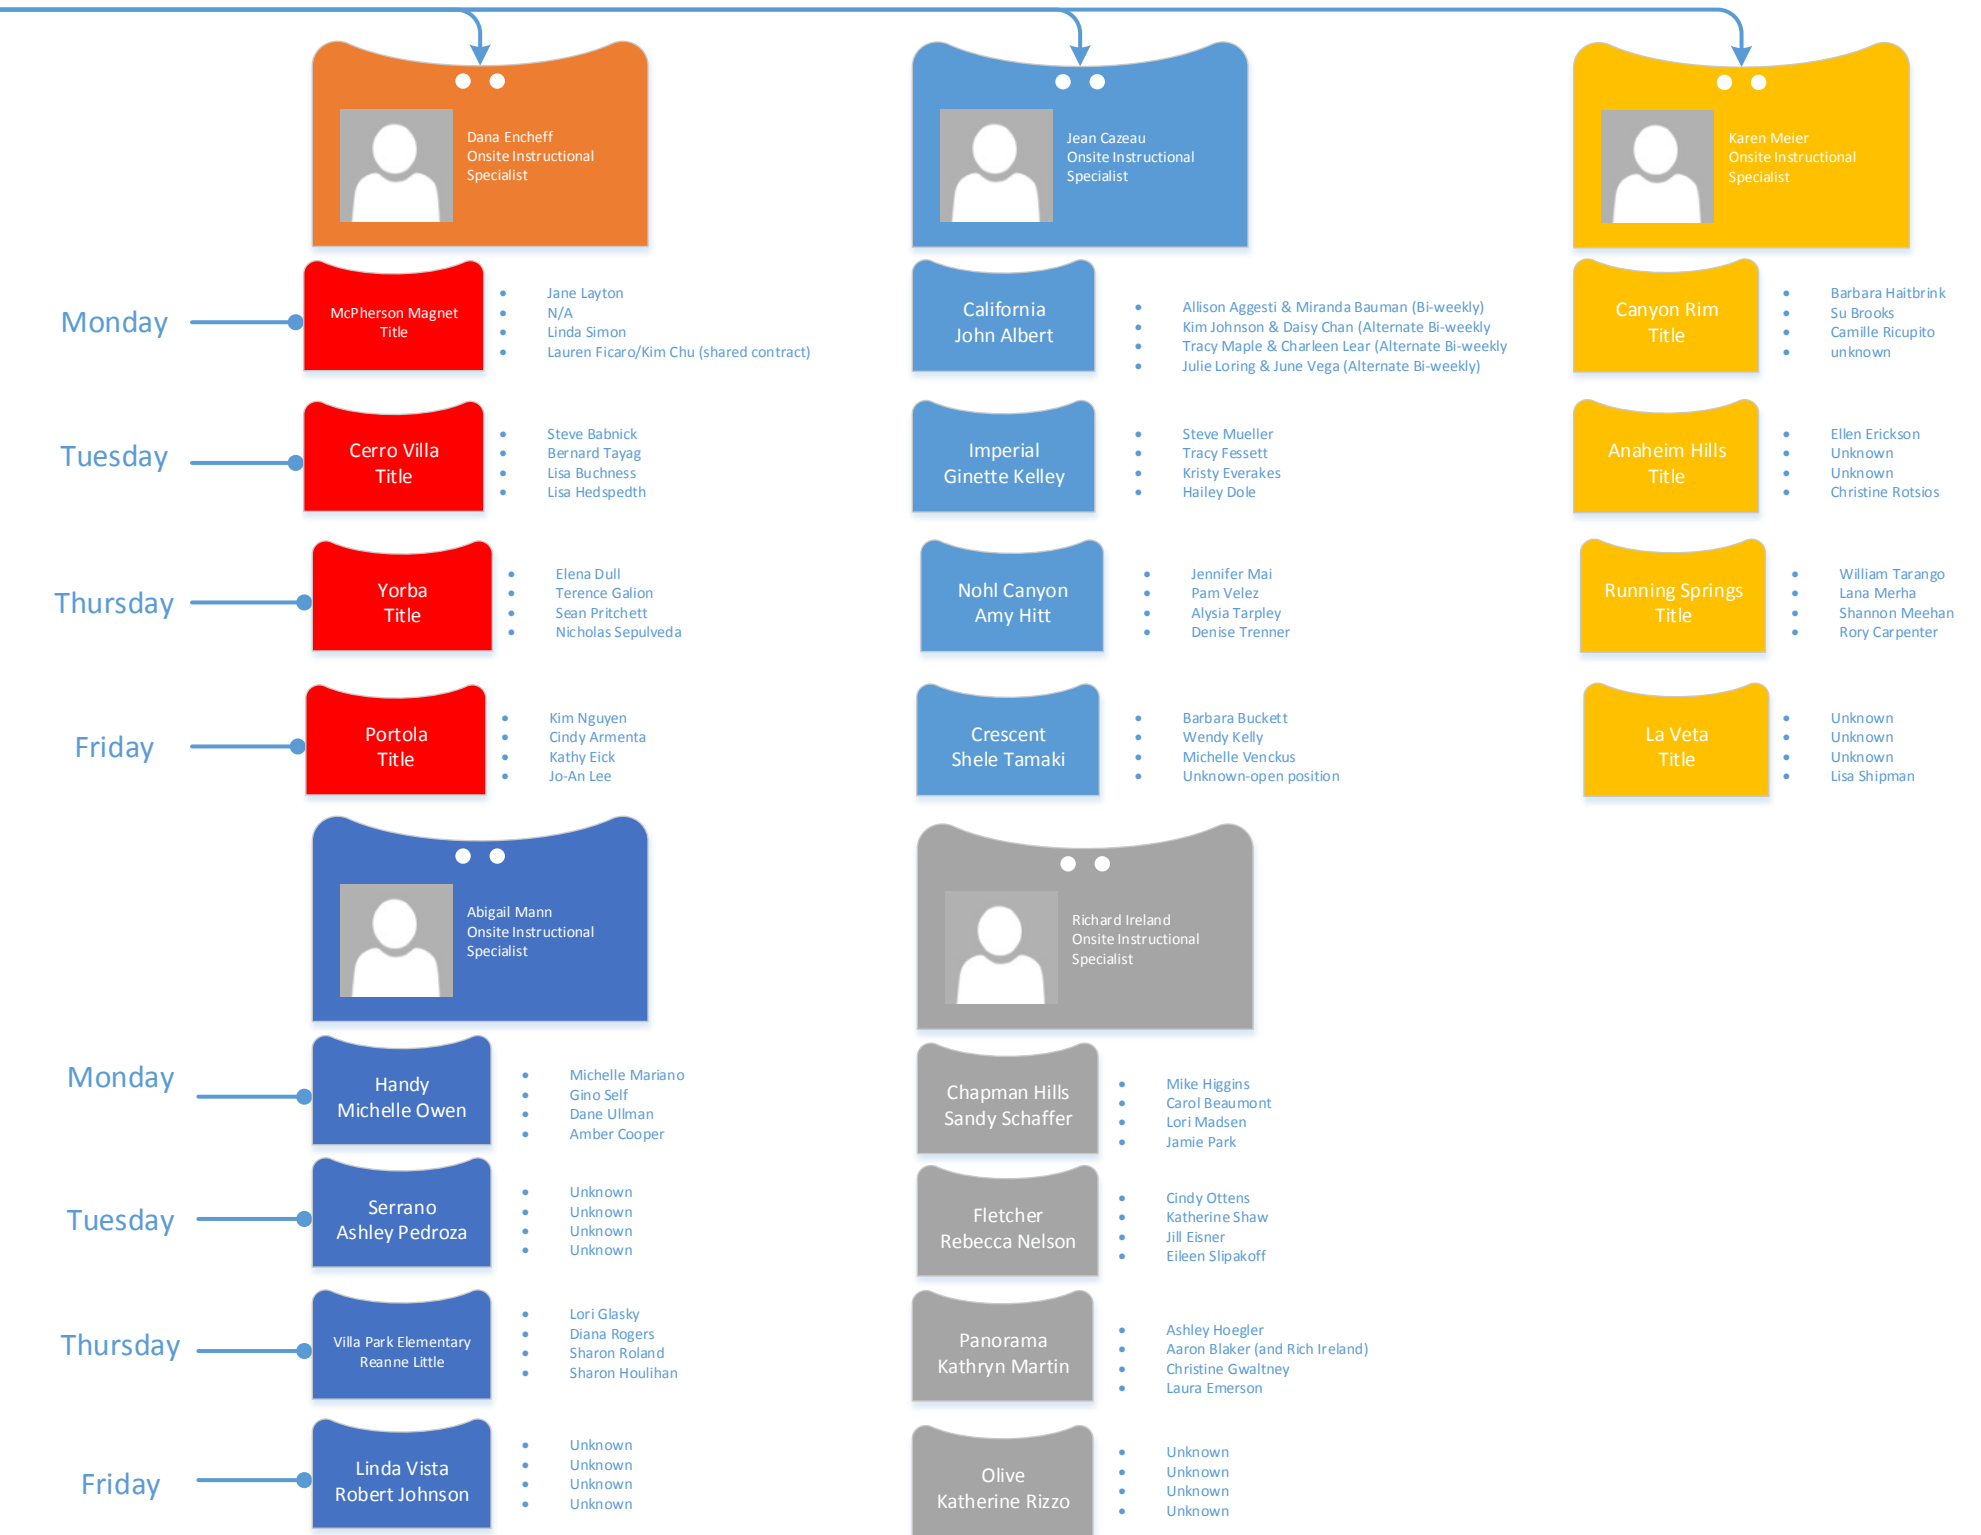 Dana Encheff
Onsite Instructional
Specialist
Jean Cazeau
Onsite Instructional
Specialist
Karen Meier
Onsite Instructional
Specialist
Monday
McPherson Magnet
Title
• Jane Layton
• N/A
• Linda Simon
• Lauren Ficaro/Kim Chu (shared contract)
California
John Albert
• Allison Aggesti & Miranda Bauman (Bi-weekly)
• Kim Johnson & Daisy Chan (Alternate Bi-weekly
• Tracy Maple & Charleen Lear (Alternate Bi-weekly
• Julie Loring & June Vega (Alternate Bi-weekly)
Canyon Rim
Title
• Barbara Haitbrink
• Su Brooks
• Camille Ricupito
• unknown
Tuesday
Cerro Villa
Title
• Steve Babnick
• Bernard Tayag
• Lisa Buchness
• Lisa Hedspedth
Imperial
Ginette Kelley
• Steve Mueller
• Tracy Fessett
• Kristy Everakes
• Hailey Dole
Anaheim Hills
Title
• Ellen Erickson
• Unknown
• Unknown
• Christine Rotsios
Thursday
Yorba
Title
• Elena Dull
• Terence Galion
• Sean Pritchett
• Nicholas Sepulveda
Nohl Canyon
Amy Hitt
• Jennifer Mai
• Pam Velez
• Alysia Tarpley
• Denise Trenner
Running Springs
Title
• William Tarango
• Lana Merha
• Shannon Meehan
• Rory Carpenter
Friday
Portola
Title
• Kim Nguyen
• Cindy Armenta
• Kathy Eick
• Jo-An Lee
Crescent
Shele Tamaki
• Barbara Buckett
• Wendy Kelly
• Michelle Venckus
• Unknown-open position
La Veta
Title
• Unknown
• Unknown
• Unknown
• Lisa Shipman
Abigail Mann
Onsite Instructional
Specialist
Richard Ireland
Onsite Instructional
Specialist
Monday
Handy
Michelle Owen
• Michelle Mariano
• Gino Self
• Dane Ullman
• Amber Cooper
Chapman Hills
Sandy Schaffer
• Mike Higgins
• Carol Beaumont
• Lori Madsen
• Jamie Park
Tuesday
Serrano
Ashley Pedroza
• Unknown
• Unknown
• Unknown
• Unknown
Fletcher
Rebecca Nelson
• Cindy Ottens
• Katherine Shaw
• Jill Eisner
• Eileen Slipakoff
Thursday
Villa Park Elementary
Reanne Little
• Lori Glasky
• Diana Rogers
• Sharon Roland
• Sharon Houlihan
Panorama
Kathryn Martin
• Ashley Hoegler
• Aaron Blaker (and Rich Ireland)
• Christine Gwaltney
• Laura Emerson
Friday
Linda Vista
Robert Johnson
• Unknown
• Unknown
• Unknown
• Unknown
Olive
Katherine Rizzo
• Unknown
• Unknown
• Unknown
• Unknown